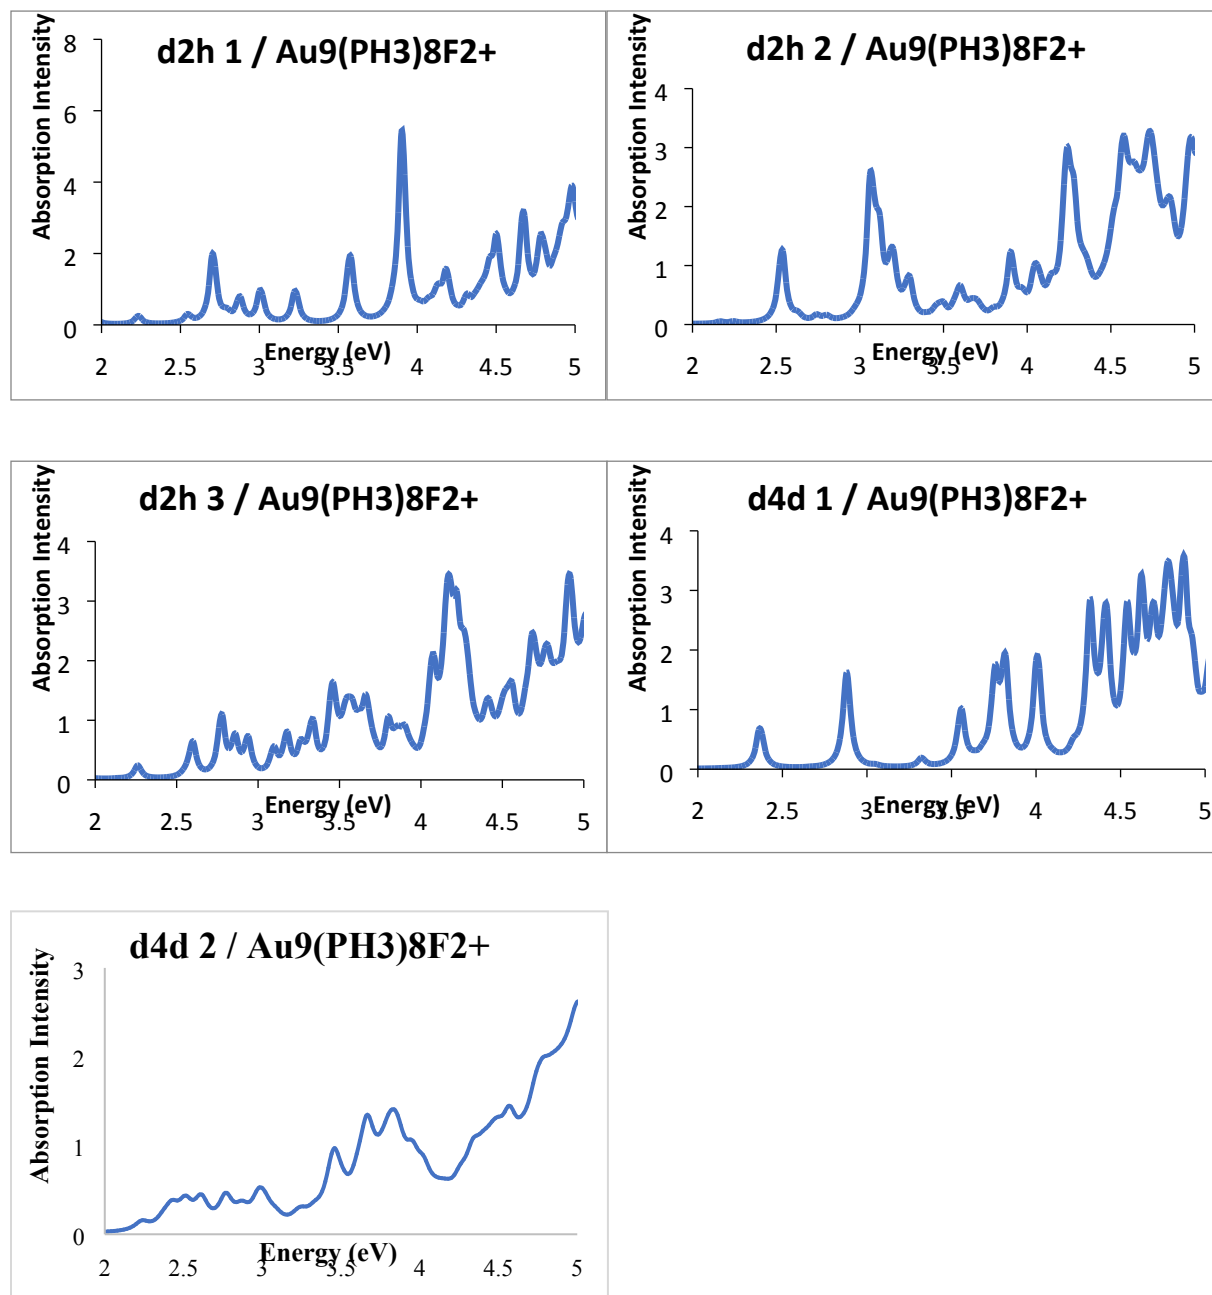 d2h 1 / Au9(PH3)8F2+
Absorption Intensity
8
6
4
2
0
2 2.5 3 3.5 4 4.5 5
Energy (eV)
d2h 2 / Au9(PH3)8F2+
Absorption Intensity
4
3
2
1
0
2 2.5 3 3.5 4 4.5 5
Energy (eV)
d2h 3 / Au9(PH3)8F2+
Absorption Intensity
4
3
2
1
0
2 2.5 3 3.5 4 4.5 5
Energy (eV)
d4d 1 / Au9(PH3)8F2+
Absorption Intensity
4
3
2
1
0
2 2.5 3 3.5 4 4.5 5
Energy (eV)
d4d 2 / Au9(PH3)8F2+
Absorption Intensity
3
2
1
0
2 2.5 3 3.5 4 4.5 5
Energy (eV)